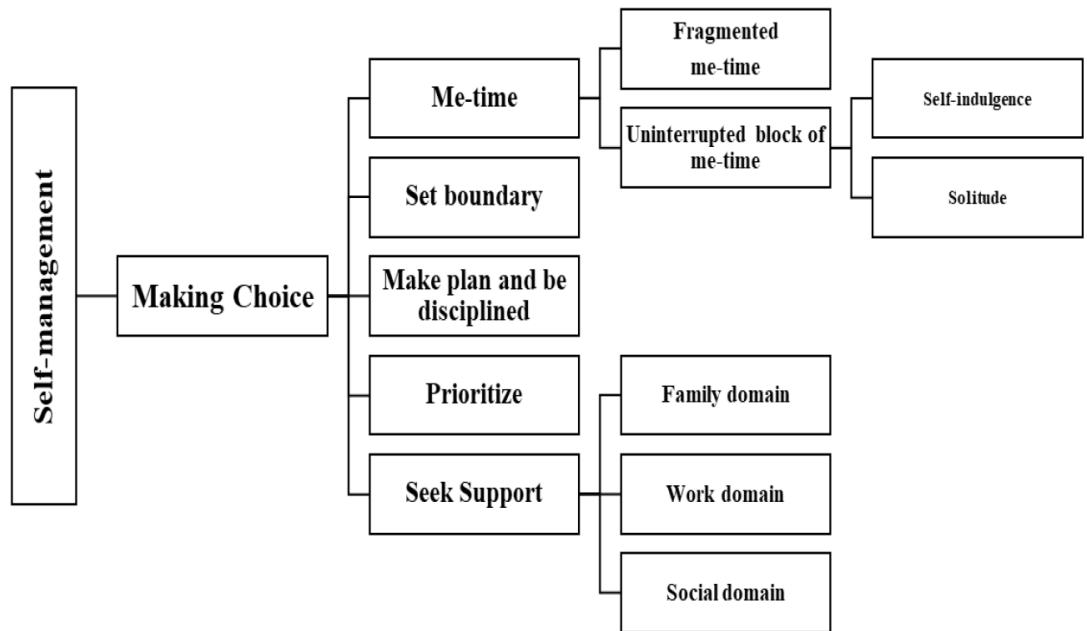 Self-management
Making Choice
Me-time
Fragmented
me-time
Uninterrupted block of
me-time
Self-indulgence
Solitude
Set boundary
Make plan and be
disciplined
Prioritize
Seek Support
Family domain
Work domain
Social domain